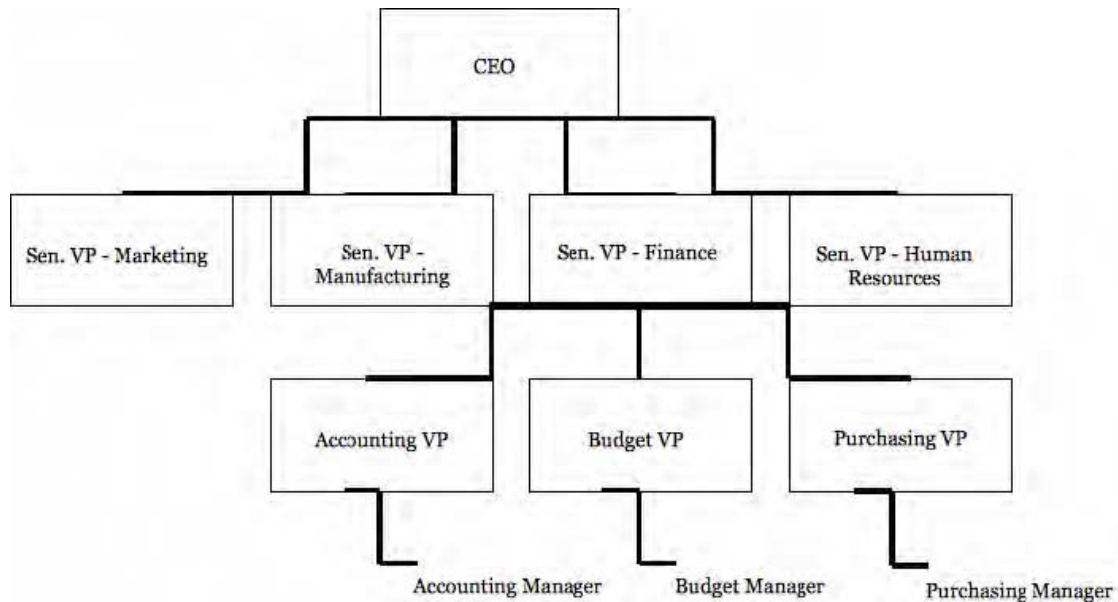 CEO
Sen. VP - Marketing
Sen. VP -
Manufacturing
Sen. VP - Finance
Sen. VP - Human
Resources
Accounting VP
Budget VP
Purchasing VP
Accounting Manager
Budget Manager
Purchasing Manager